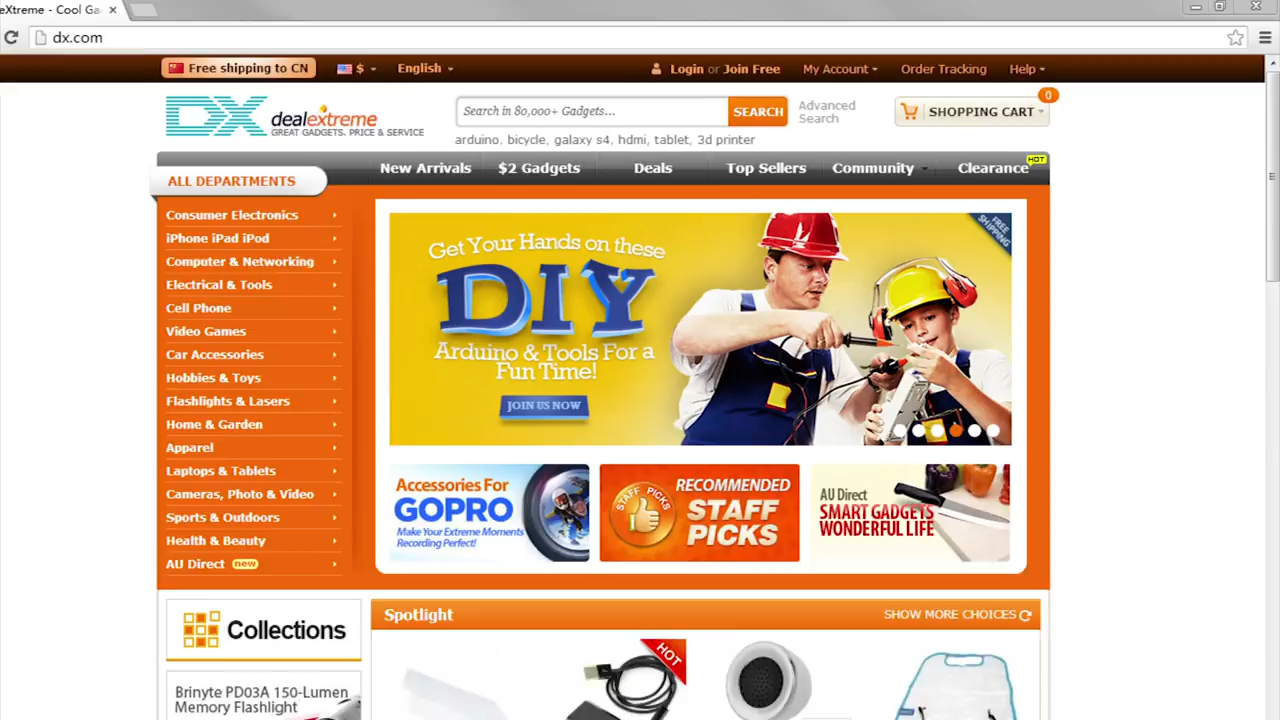 eXtreme - Cool Ga
dx.com
Free shipping to CN
$
English
Login or Join Free
My Account
Order Tracking
Help
DX dealextreme
GREAT GADGETS. PRICE & SERVICE
Search in 80,000+ Gadgets...
SEARCH
Advanced
Search
SHOPPING CART
0
arduino, bicycle, galaxy s4, hdmi, tablet, 3d printer
ALL DEPARTMENTS
New Arrivals
$2 Gadgets
Deals
Top Sellers
Community
Clearance
HOT
Consumer Electronics
iPhone iPad iPod
Computer & Networking
Electrical & Tools
Cell Phone
Video Games
Car Accessories
Hobbies & Toys
Flashlights & Lasers
Home & Garden
Apparel
Laptops & Tablets
Cameras, Photo & Video
Sports & Outdoors
Health & Beauty
AU Direct new
Get Your Hands on these
DIY
Arduino & Tools For a
Fun Time!
JOIN US NOW
FREE
SHIPPING
Accessories For
GOPRO
Make Your Extreme Moments
Recording Perfect!
STAFF PICKS
RECOMMENDED
STAFF
PICKS
AU Direct
SMART GADGETS
WONDERFUL LIFE
Collections
Brinyte PD03A 150-Lumen
Memory Flashlight
Spotlight
SHOW MORE CHOICES
HOT